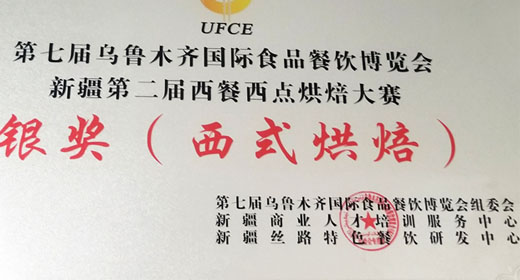 UFCE
第七届乌鲁木齐国际食品餐饮博览会
新疆第二届西餐西点烘焙大赛
银奖（西式烘焙）
第七届乌鲁木齐国际食品餐饮博览会组委会
新疆商业人才培训服务中心
新疆丝路特色餐饮研发中心